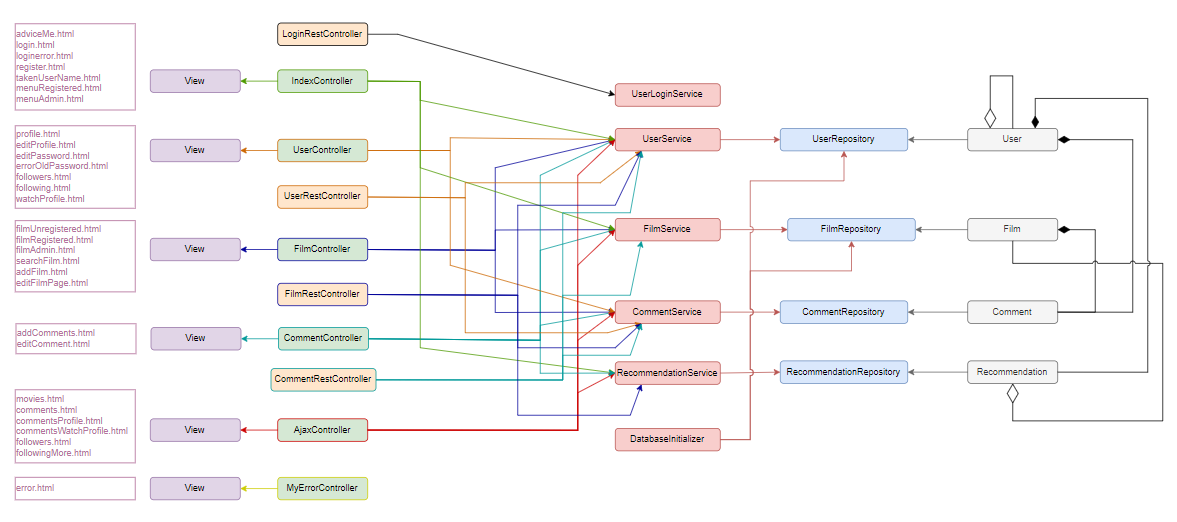 adviceMe.html
login.html
loginerror.html
register.html
takenUserName.html
menuRegistered.html
menuAdmin.html
profile.html
editProfile.html
editPassword.html
errorOldPassword.html
followers.html
following.html
watchProfile.html
filmUnregistered.html
filmRegistered.html
filmAdmin.html
searchFilm.html
addFilm.html
editFilmPage.html
addComments.html
editComment.html
movies.html
comments.html
commentsProfile.html
commentsWatchProfile.html
followers.html
followingMore.html
error.html
View
View
View
View
View
View
LoginRestController
IndexController
UserController
UserRestController
FilmController
FilmRestController
CommentController
CommentRestController
AjaxController
MyErrorController
UserLoginService
UserService
FilmService
CommentService
RecommendationService
DatabaseInitializer
UserRepository
FilmRepository
CommentRepository
RecommendationRepository
User
Film
Comment
Recommendation